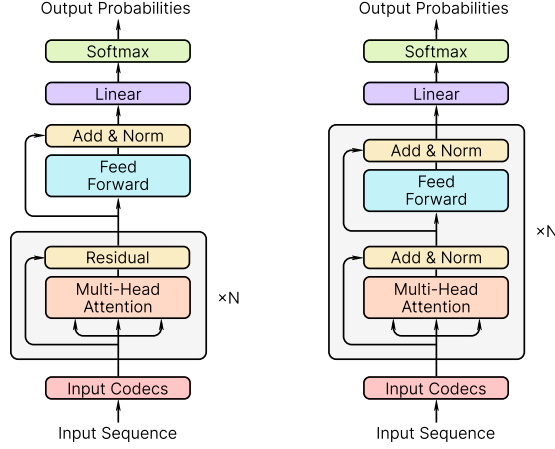 Output Probabilities
Softmax
Linear
Add & Norm
Feed
Forward
Residual
Multi-Head
Attention
×N
Input Codecs
Input Sequence
Output Probabilities
Softmax
Linear
Add & Norm
Feed
Forward
Add & Norm
Multi-Head
Attention
×N
Input Codecs
Input Sequence